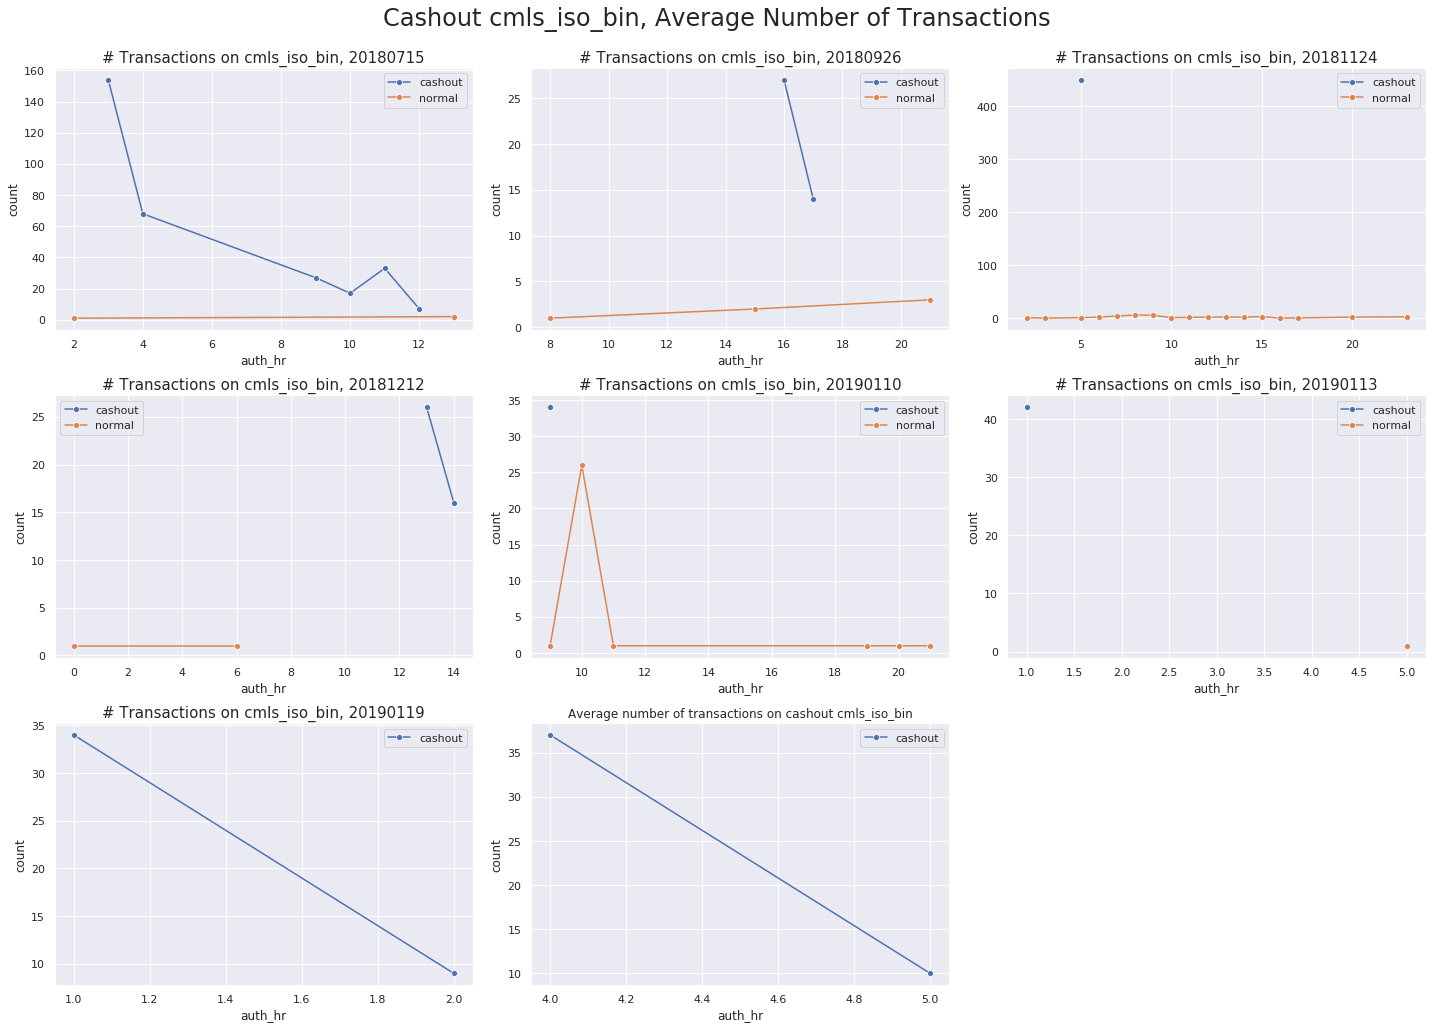 Cashout cmls_iso_bin, Average Number of Transactions
# Transactions on cmls_iso_bin, 20180715
160
140
120
100
80
60
40
20
0
count
cashout
normal
2 4 6 8 10 12
auth_hr
# Transactions on cmls_iso_bin, 20180926
25
20
15
10
5
0
count
cashout
normal
8 10 12 14 16 18 20
auth_hr
# Transactions on cmls_iso_bin, 20181124
400
300
200
100
0
count
cashout
normal
5 10 15 20
auth_hr
# Transactions on cmls_iso_bin, 20181212
25
20
15
10
5
0
count
cashout
normal
0 2 4 6 8 10 12 14
auth_hr
# Transactions on cmls_iso_bin, 20190110
35
30
25
20
15
10
5
0
count
cashout
normal
10 12 14 16 18 20
auth_hr
# Transactions on cmls_iso_bin, 20190113
40
30
20
10
0
count
cashout
normal
1.0 1.5 2.0 2.5 3.0 3.5 4.0 4.5 5.0
auth_hr
# Transactions on cmls_iso_bin, 20190119
35
30
25
20
15
10
count
cashout
1.0 1.2 1.4 1.6 1.8 2.0
auth_hr
Average number of transactions on cashout cmls_iso_bin
35
30
25
20
15
10
count
cashout
4.0 4.2 4.4 4.6 4.8 5.0
auth_hr